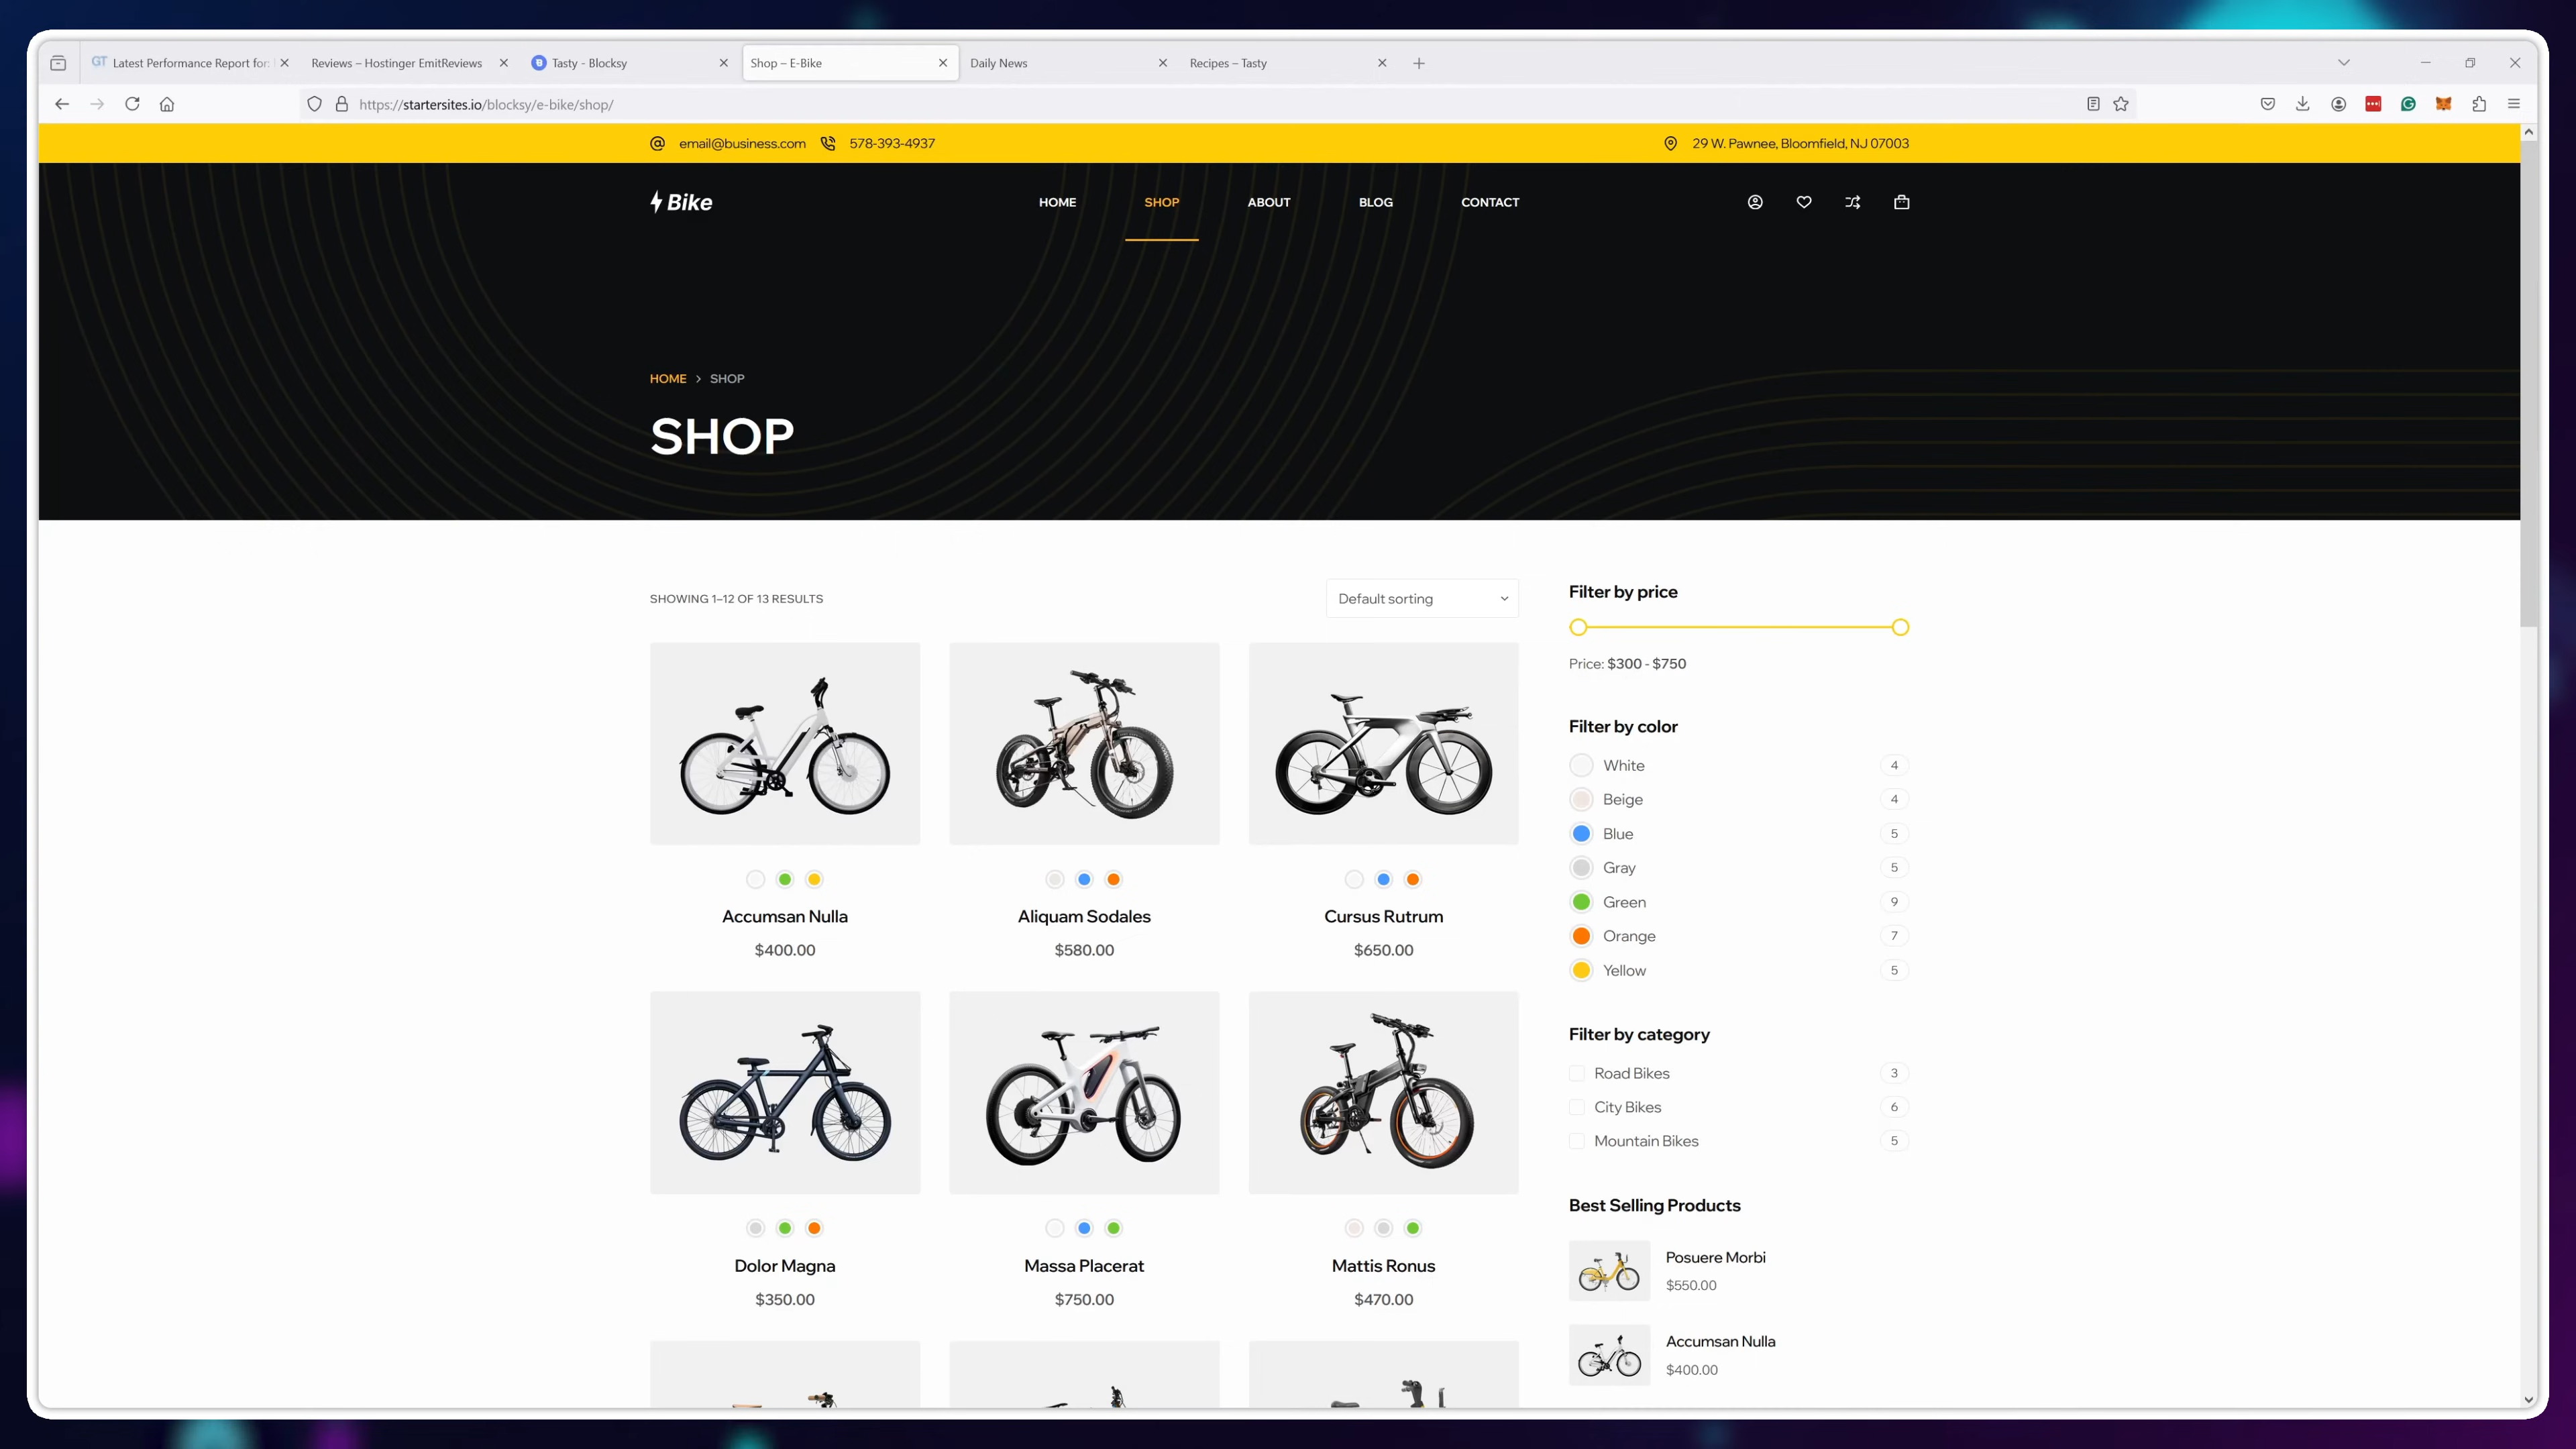 GT Latest Performance Report for:
Reviews – Hostinger EmitReviews
Tasty - Blocksy
Shop – E-Bike
Daily News
Recipes – Tasty
https://startersites.io/blocksy/e-bike/shop/
email@business.com
578-393-4937
29 W. Pawnee, Bloomfield, NJ 07003
Bike
HOME
SHOP
ABOUT
BLOG
CONTACT
HOME > SHOP
SHOP
SHOWING 1–12 OF 13 RESULTS
Default sorting
Accumsan Nulla
$400.00
Aliquam Sodales
$580.00
Cursus Rutrum
$650.00
Dolor Magna
$350.00
Massa Placerat
$750.00
Mattis Ronus
$470.00
Filter by price
Price: $300 - $750
Filter by color
White 4
Beige 4
Blue 5
Gray 5
Green 9
Orange 7
Yellow 5
Filter by category
Road Bikes 3
City Bikes 6
Mountain Bikes 5
Best Selling Products
Posuere Morbi
$550.00
Accumsan Nulla
$400.00